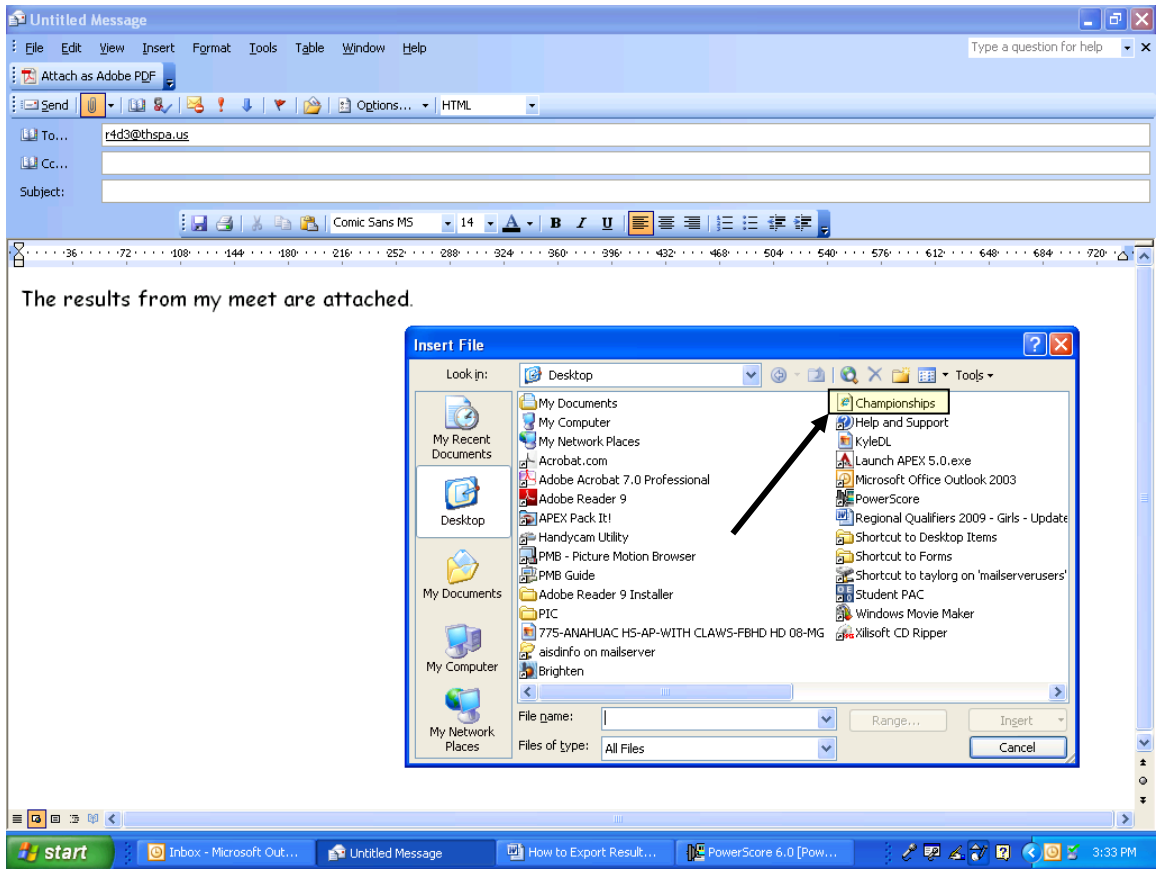 Untitled Message
File Edit View Insert Format Tools Table Window Help
Type a question for help
Attach as Adobe PDF
Send
Options...
HTML
To...
r4d3@thspa.us
Cc...
Subject:
Comic Sans MS 14 A B I U
36 72 108 144 180 216 252 288 324 360 396 432 468 504 540 576 612 648 684 720
The results from my meet are attached.
Insert File
Look in:
Desktop
Tools
My Recent Documents
Desktop
My Documents
My Computer
My Network Places
My Documents
My Computer
My Network Places
Acrobat.com
Adobe Acrobat 7.0 Professional
Adobe Reader 9
APEX Pack It!
Handycam Utility
PMB - Picture Motion Browser
PMB Guide
Adobe Reader 9 Installer
PIC
775-ANAHUAC HS-AP-WITH CLAWS-FBHD HD 08-MG
aisdinfo on mailserver
Brighten
Championships
Help and Support
KyleDL
Launch APEX 5.0.exe
Microsoft Office Outlook 2003
PowerScore
Regional Qualifiers 2009 - Girls - Update
Shortcut to Desktop Items
Shortcut to Forms
Shortcut to taylorg on 'mailserverusers'
Student PAC
Windows Movie Maker
Xilisoft CD Ripper
File name:
Range...
Insert
Files of type:
All Files
Cancel
start
Inbox - Microsoft Out...
Untitled Message
How to Export Result...
PowerScore 6.0 [Pow...
3:33 PM